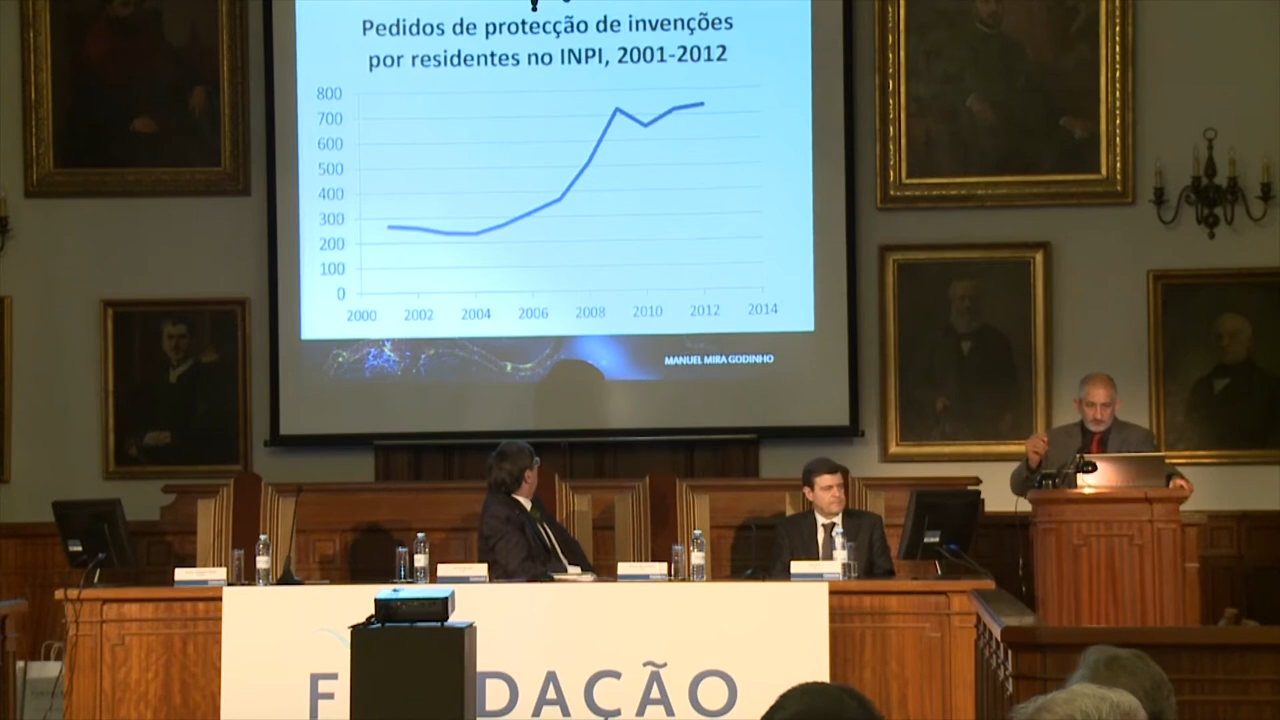 Pedidos de protecção de invenções
por residentes no INPI, 2001-2012
800
700
600
500
400
300
200
100
0
2000 2002 2004 2006 2008 2010 2012 2014
MANUEL MIRA GODINHO
F DAÇÃO